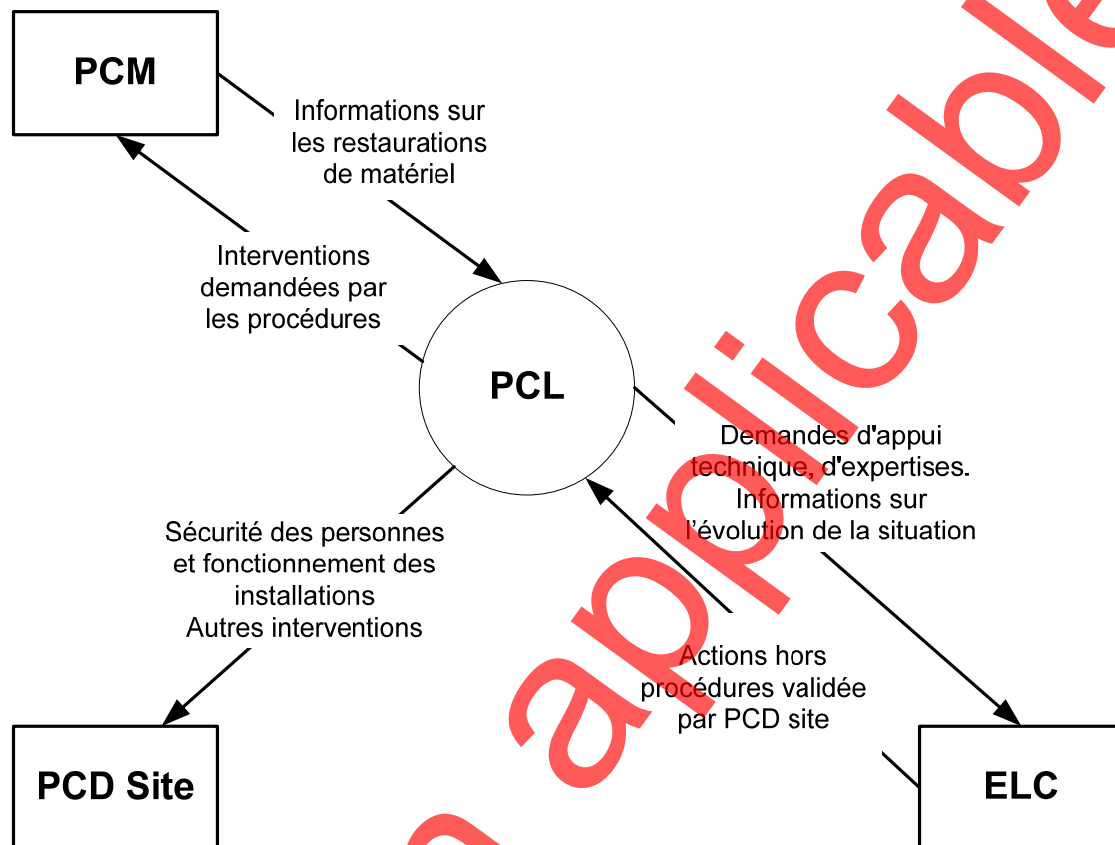 PCM
Informations sur
les restaurations
de matériel
Interventions
demandées par
les procédures
PCL
Demandes d'appui
technique, d'expertises.
Informations sur
l'évolution de la situation
Sécurité des personnes
et fonctionnement des
installations
Autres interventions
Actions hors
procédures validée
par PCD site
PCD Site
ELC
applicable